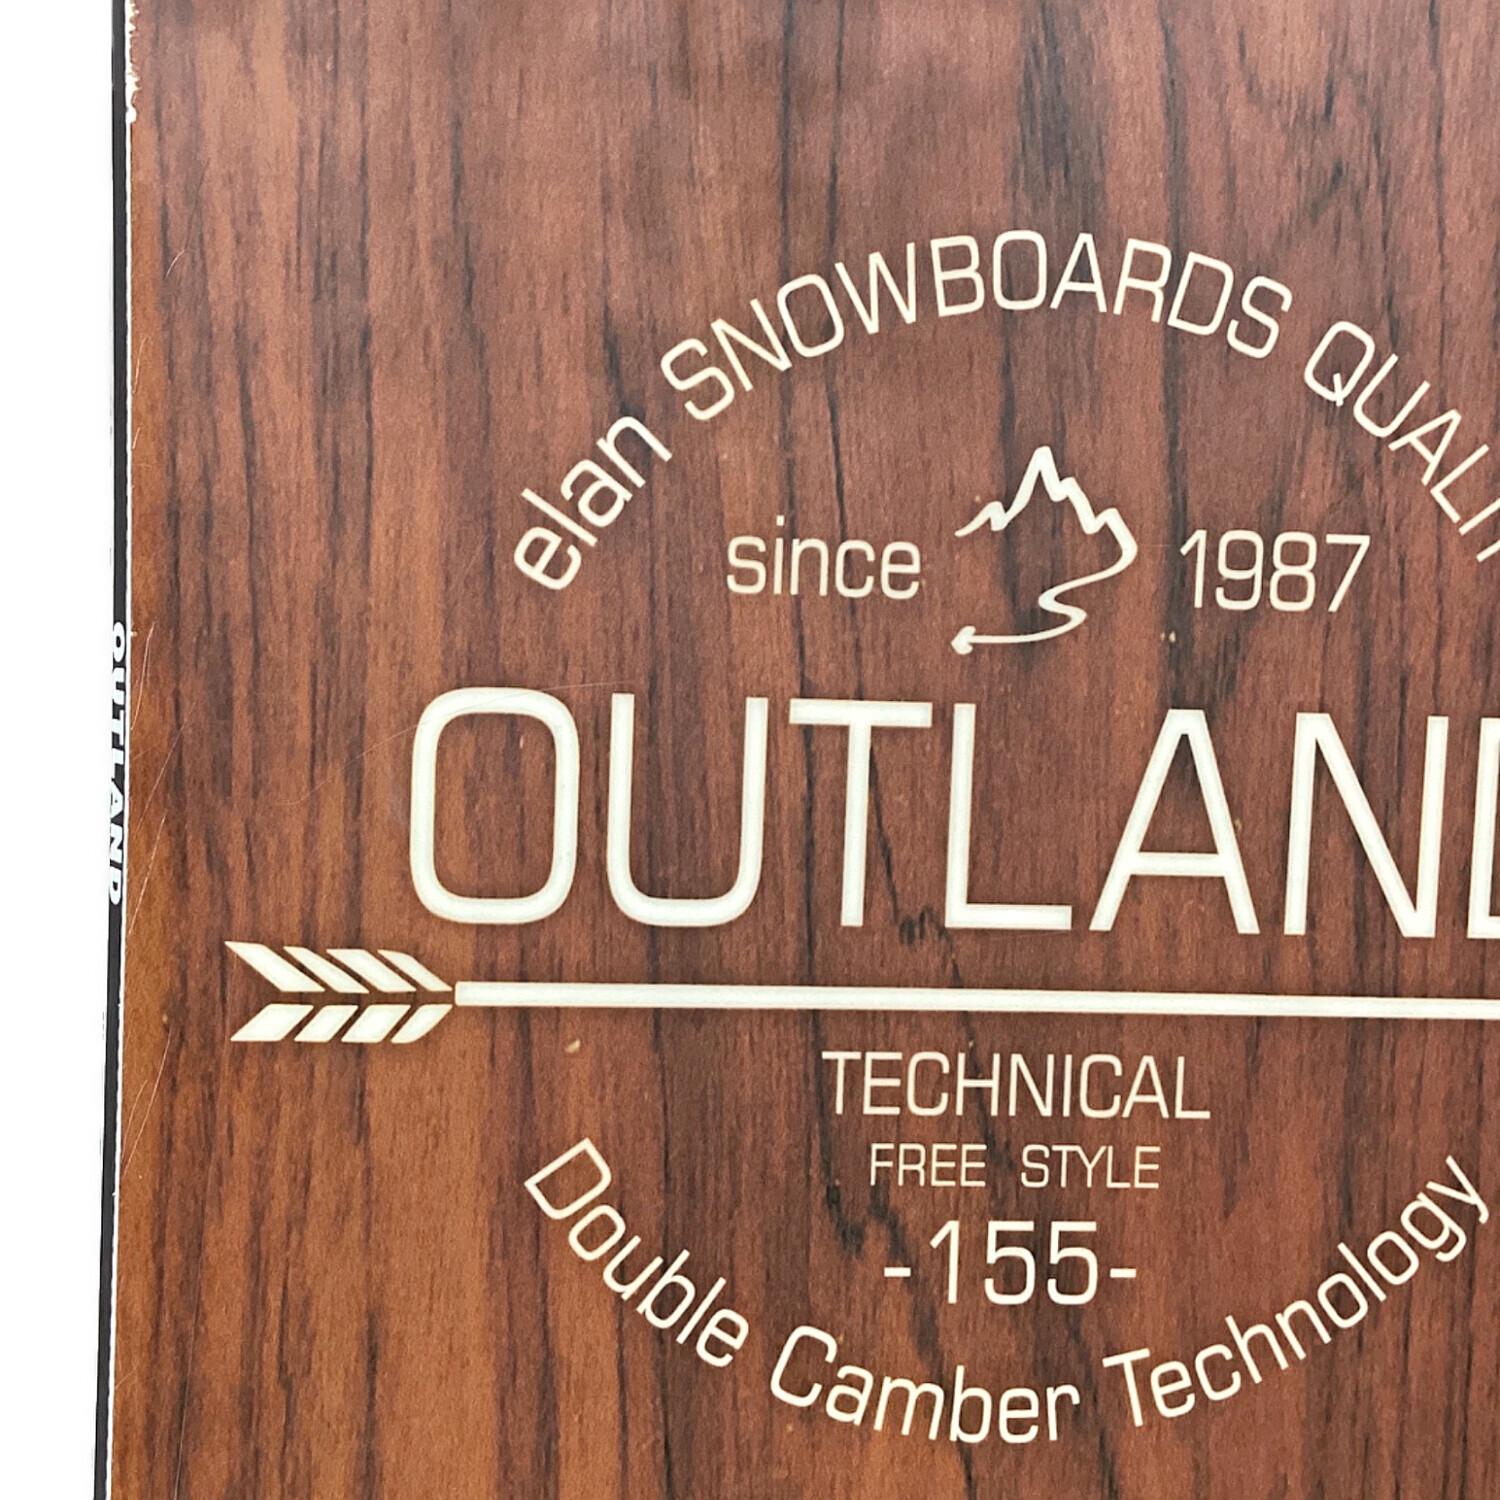 elan SNOWBOARDS QUALI
since 1987
OUTLAND
TECHNICAL
FREE STYLE
-155-
Double Camber Technology
OUTLAND